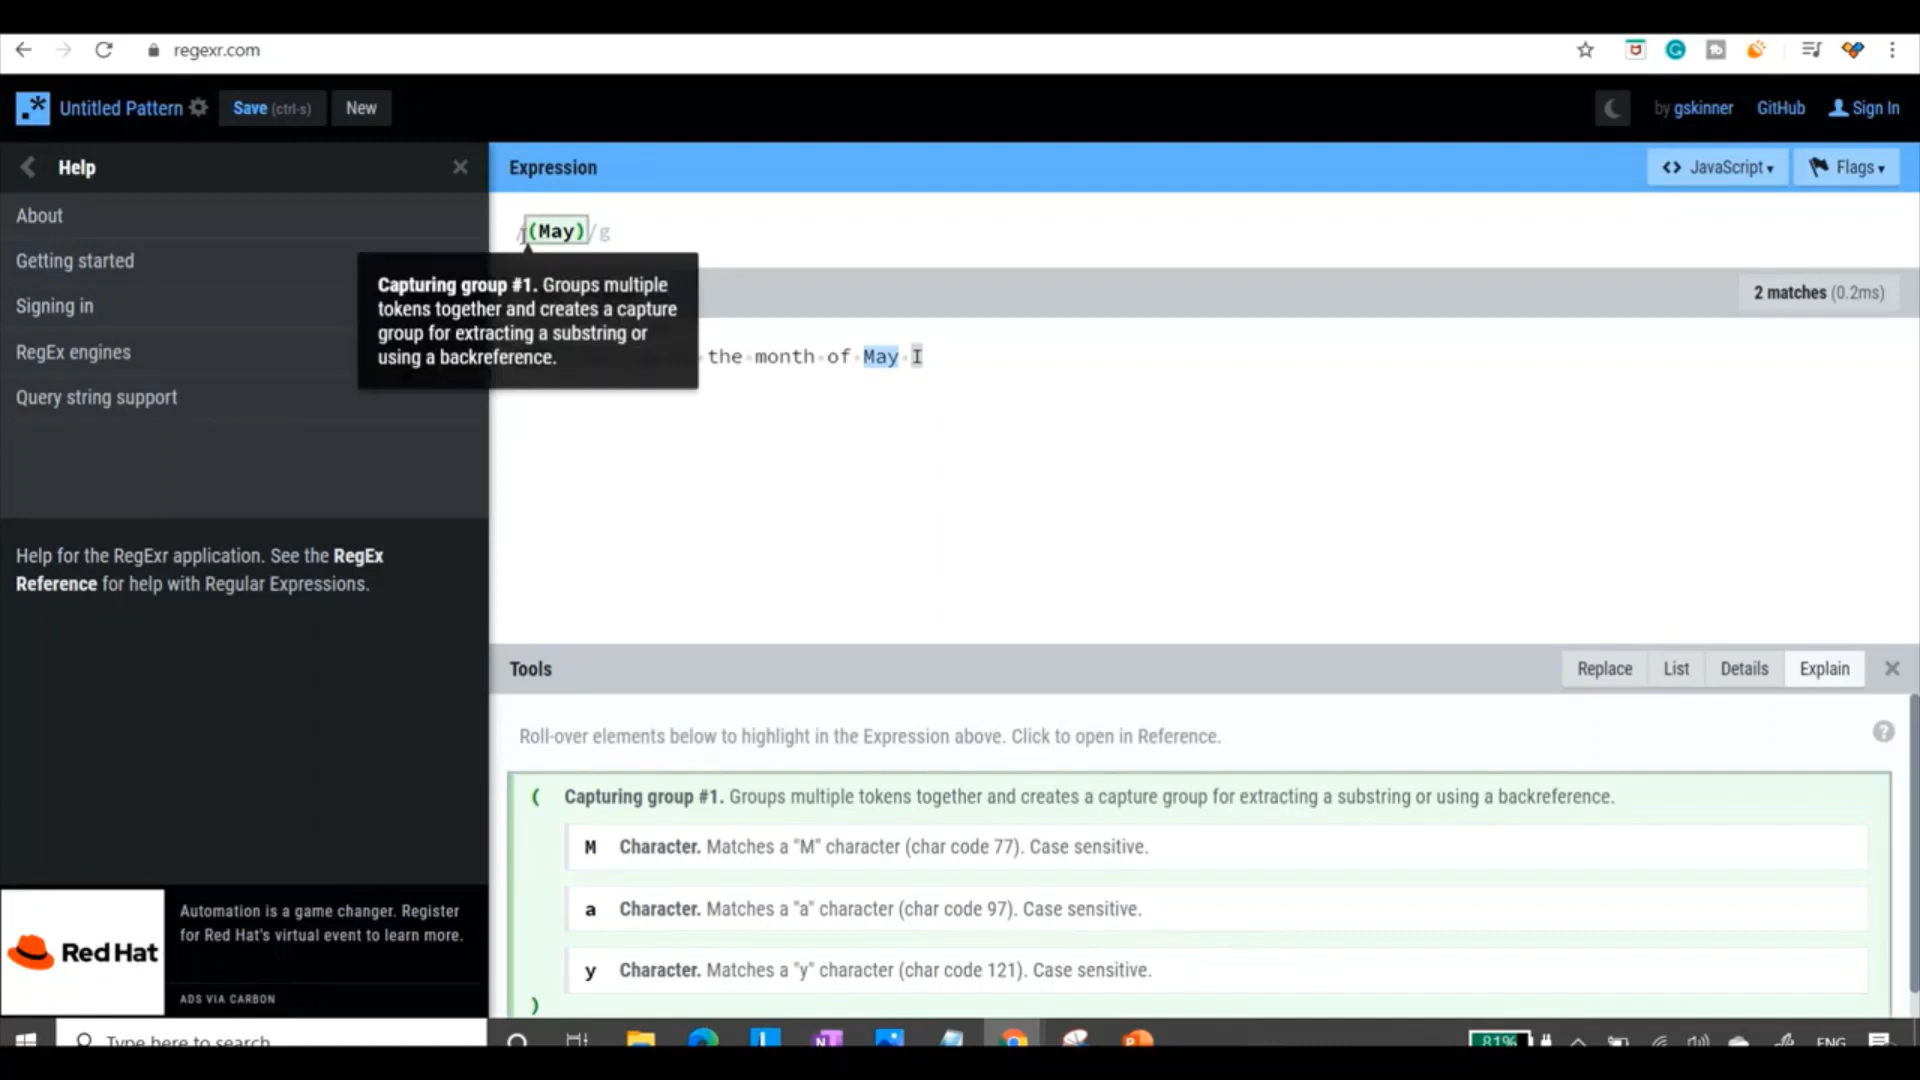 regexr.com
Untitled Pattern Save (ctrl-s) New by gskinner GitHub Sign In
Help
About
Getting started
Signing in
RegEx engines
Query string support
Help for the RegExr application. See the RegEx
Reference for help with Regular Expressions.
Red Hat
Automation is a game changer. Register
for Red Hat's virtual event to learn more.
ADS VIA CARBON
Expression <> JavaScript Flags
/(May)/g
Capturing group #1. Groups multiple
tokens together and creates a capture
group for extracting a substring or
using a backreference.
2 matches (0.2ms)
the month of May
Tools Replace List Details Explain
Roll-over elements below to highlight in the Expression above. Click to open in Reference.
( Capturing group #1. Groups multiple tokens together and creates a capture group for extracting a substring or using a backreference.
M Character. Matches a "M" character (char code 77). Case sensitive.
a Character. Matches a "a" character (char code 97). Case sensitive.
y Character. Matches a "y" character (char code 121). Case sensitive.
)
Type here to search 81% ENG